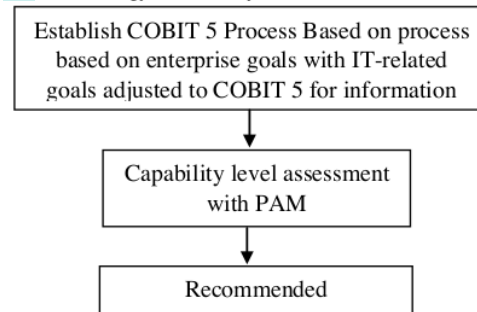 Establish COBIT 5 Process Based on process
based on enterprise goals with IT-related
goals adjusted to COBIT 5 for information
Capability level assessment
with PAM
Recommended